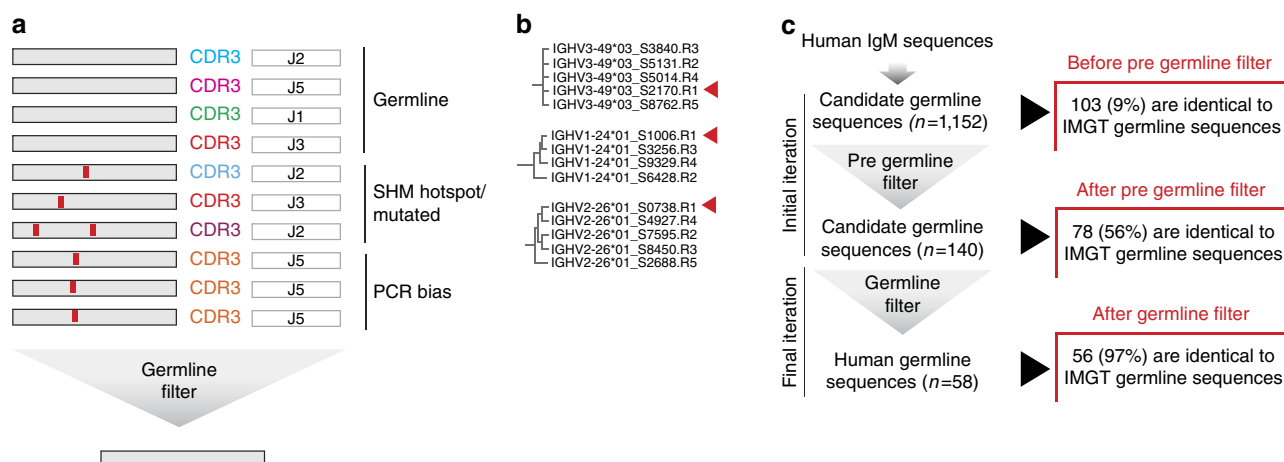 a
CDR3 J2
CDR3 J5
CDR3 J1
CDR3 J3
Germline
CDR3 J2
CDR3 J3
CDR3 J2
SHM hotspot/
mutated
CDR3 J5
CDR3 J5
CDR3 J5
PCR bias
Germline
filter
b
IGHV3-49*03_S3840.R3
IGHV3-49*03_S5131.R2
IGHV3-49*03_S5014.R4
IGHV3-49*03_S2170.R1
IGHV3-49*03_S8762.R5
IGHV1-24*01_S1006.R1
IGHV1-24*01_S3256.R3
IGHV1-24*01_S9329.R4
IGHV1-24*01_S6428.R2
IGHV2-26*01_S0738.R1
IGHV2-26*01_S4927.R4
IGHV2-26*01_S7595.R2
IGHV2-26*01_S8450.R3
IGHV2-26*01_S2688.R5
c
Human IgM sequences
Initial iteration
Candidate germline
sequences (n=1,152)
Before pre germline filter
103 (9%) are identical to
IMGT germline sequences
Pre germline
filter
Candidate germline
sequences (n=140)
After pre germline filter
78 (56%) are identical to
IMGT germline sequences
Final iteration
Germline
filter
Human germline
sequences (n=58)
After germline filter
56 (97%) are identical to
IMGT germline sequences